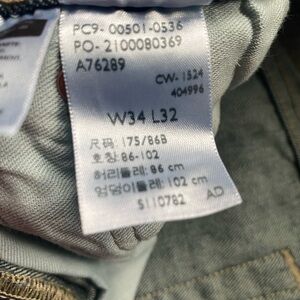 PC9- 00501-0536
PO- 2100080369
A76289
CW- 1524
404996
W34 L32
尺码: 175/86B
호칭: 86-102
허리둘레: 86 cm
엉덩이둘레: 102 cm
5110782 AD